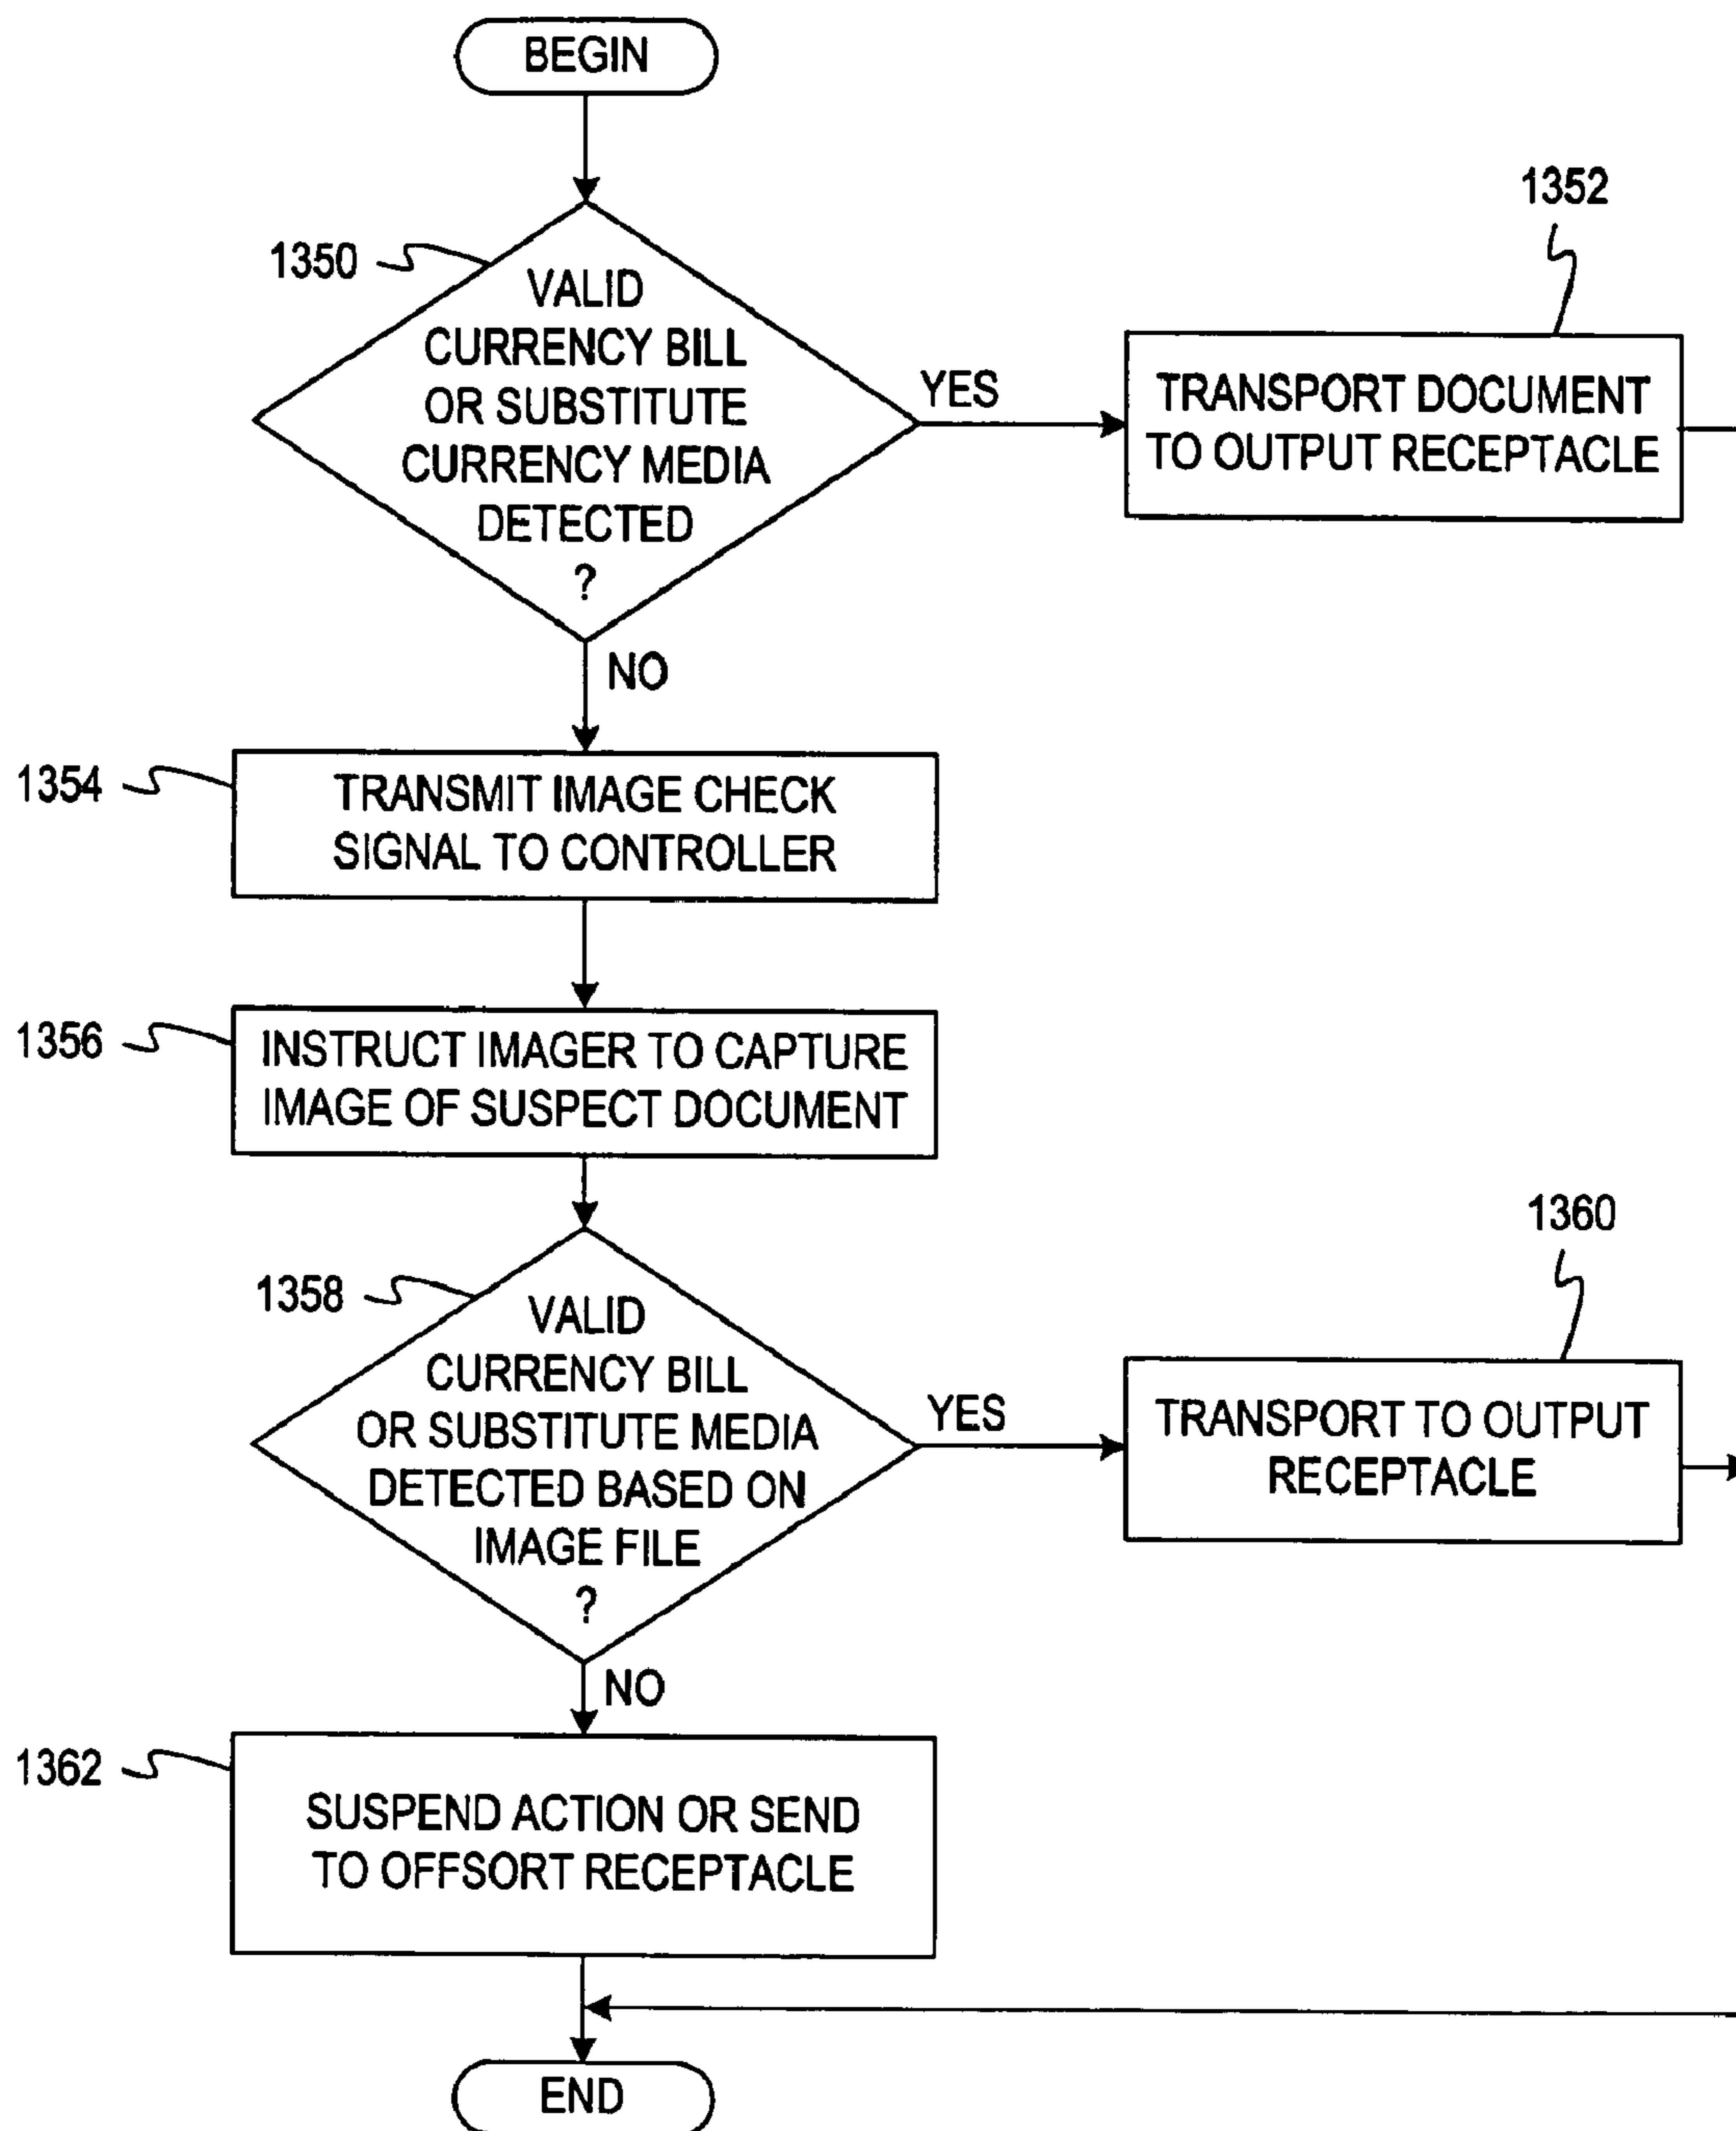 BEGIN
1350
VALID
CURRENCY BILL
OR SUBSTITUTE
CURRENCY MEDIA
DETECTED
?
YES
1352
TRANSPORT DOCUMENT
TO OUTPUT RECEPTACLE
NO
1354
TRANSMIT IMAGE CHECK
SIGNAL TO CONTROLLER
1356
INSTRUCT IMAGER TO CAPTURE
IMAGE OF SUSPECT DOCUMENT
1358
VALID
CURRENCY BILL
OR SUBSTITUTE MEDIA
DETECTED BASED ON
IMAGE FILE
?
YES
1360
TRANSPORT TO OUTPUT
RECEPTACLE
NO
1362
SUSPEND ACTION OR SEND
TO OFFSORT RECEPTACLE
END